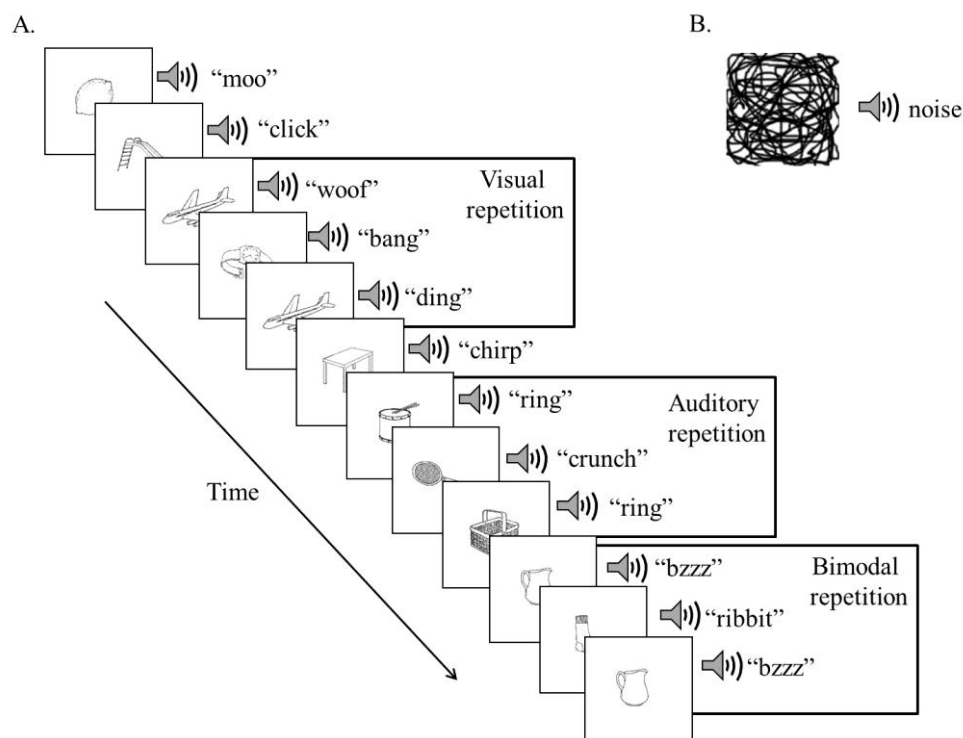 A.
B.
“moo”
noise
“click”
“woof”
Visual
repetition
“bang”
“ding”
“chirp”
“ring”
Auditory
repetition
“crunch”
Time
“ring”
“bzzz”
Bimodal
repetition
“ribbit”
“bzzz”